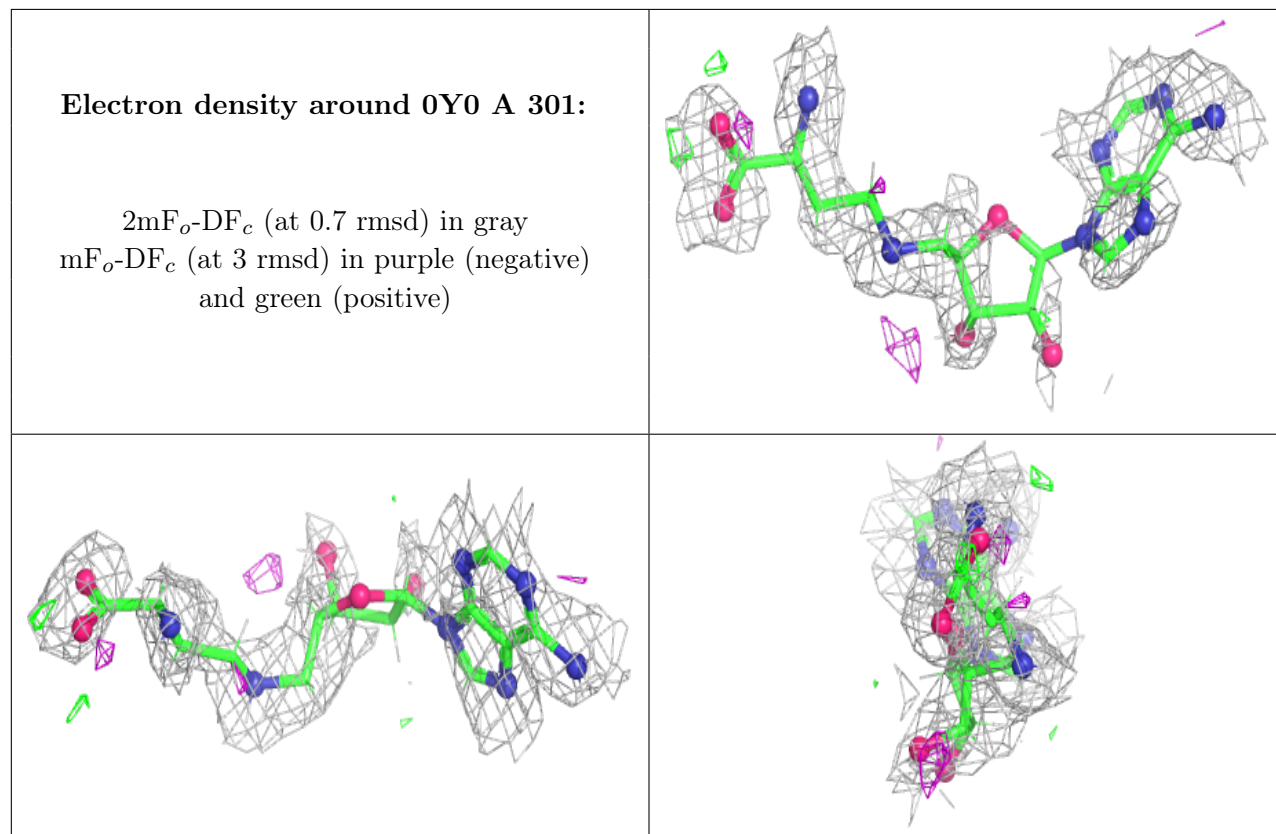 Electron density around 0Y0 A 301:
2mFo-DFc (at 0.7 rmsd) in gray
mFo-DFc (at 3 rmsd) in purple (negative)
and green (positive)